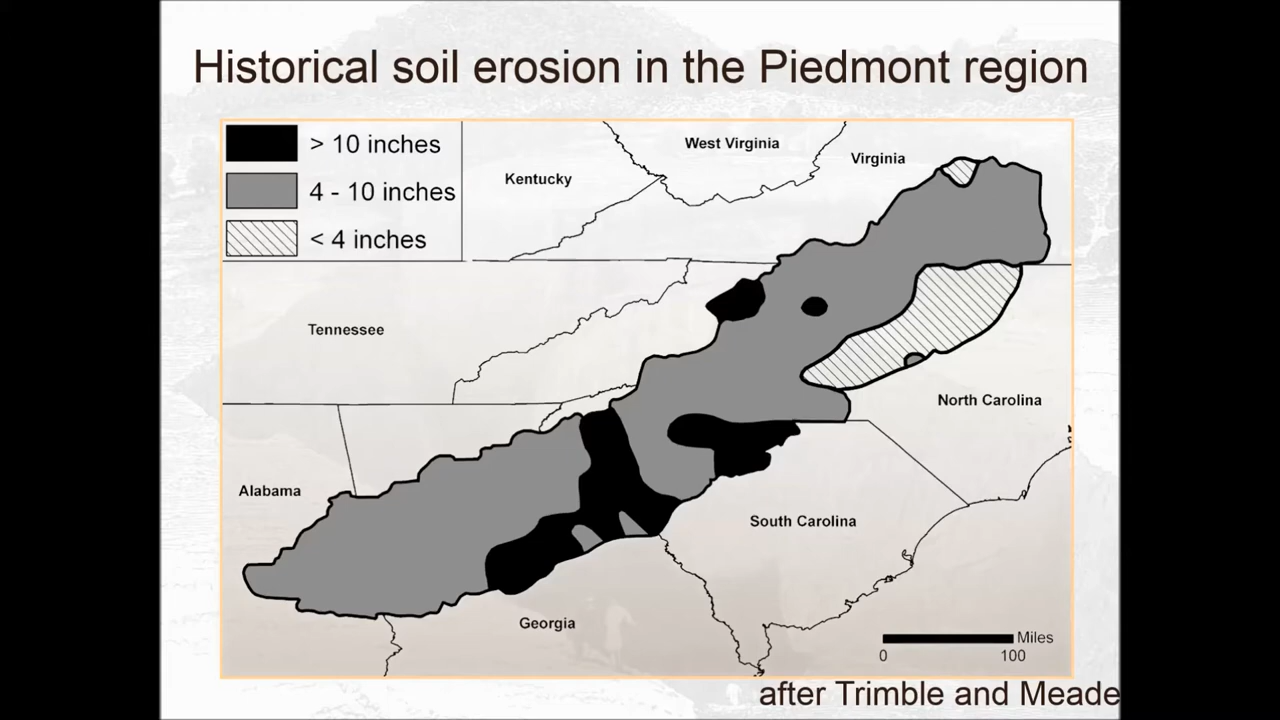 Historical soil erosion in the Piedmont region
> 10 inches
4 - 10 inches
< 4 inches
West Virginia
Virginia
Kentucky
Tennessee
North Carolina
Alabama
South Carolina
Georgia
Miles
0 100
after Trimble and Meade